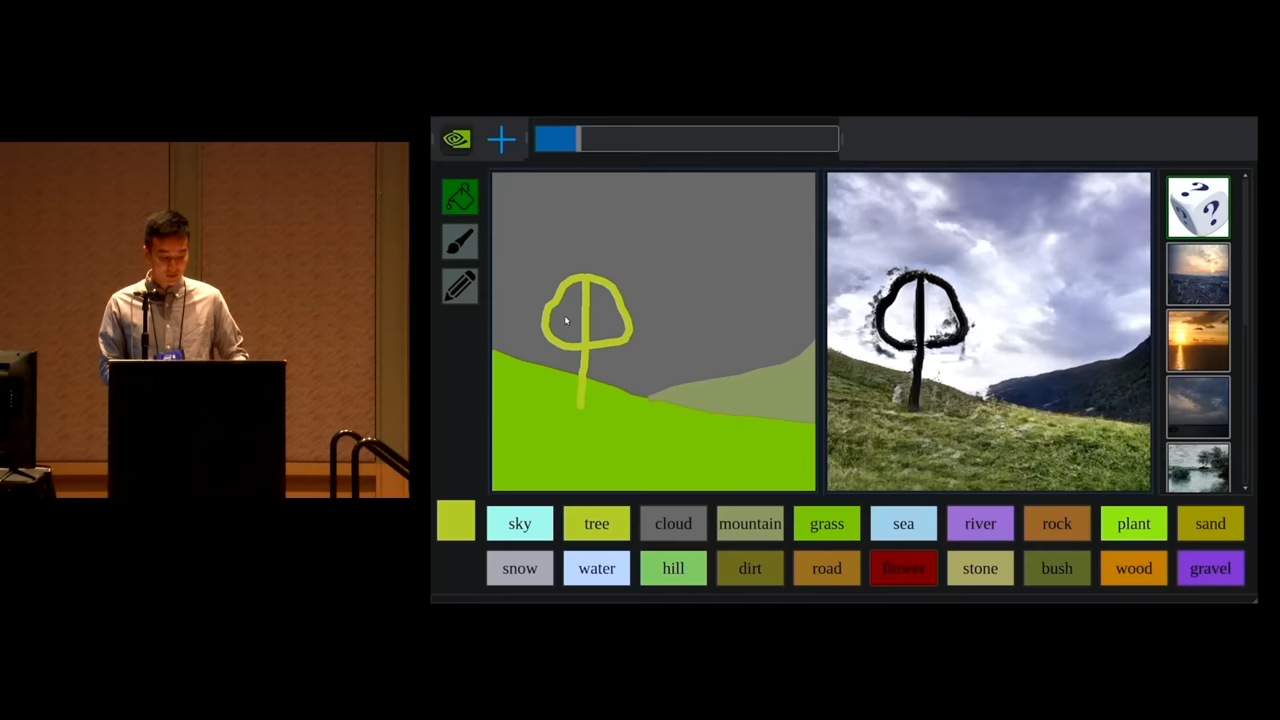 ? ?
sky tree cloud mountain grass sea river rock plant sand
snow water hill dirt road flower stone bush wood gravel